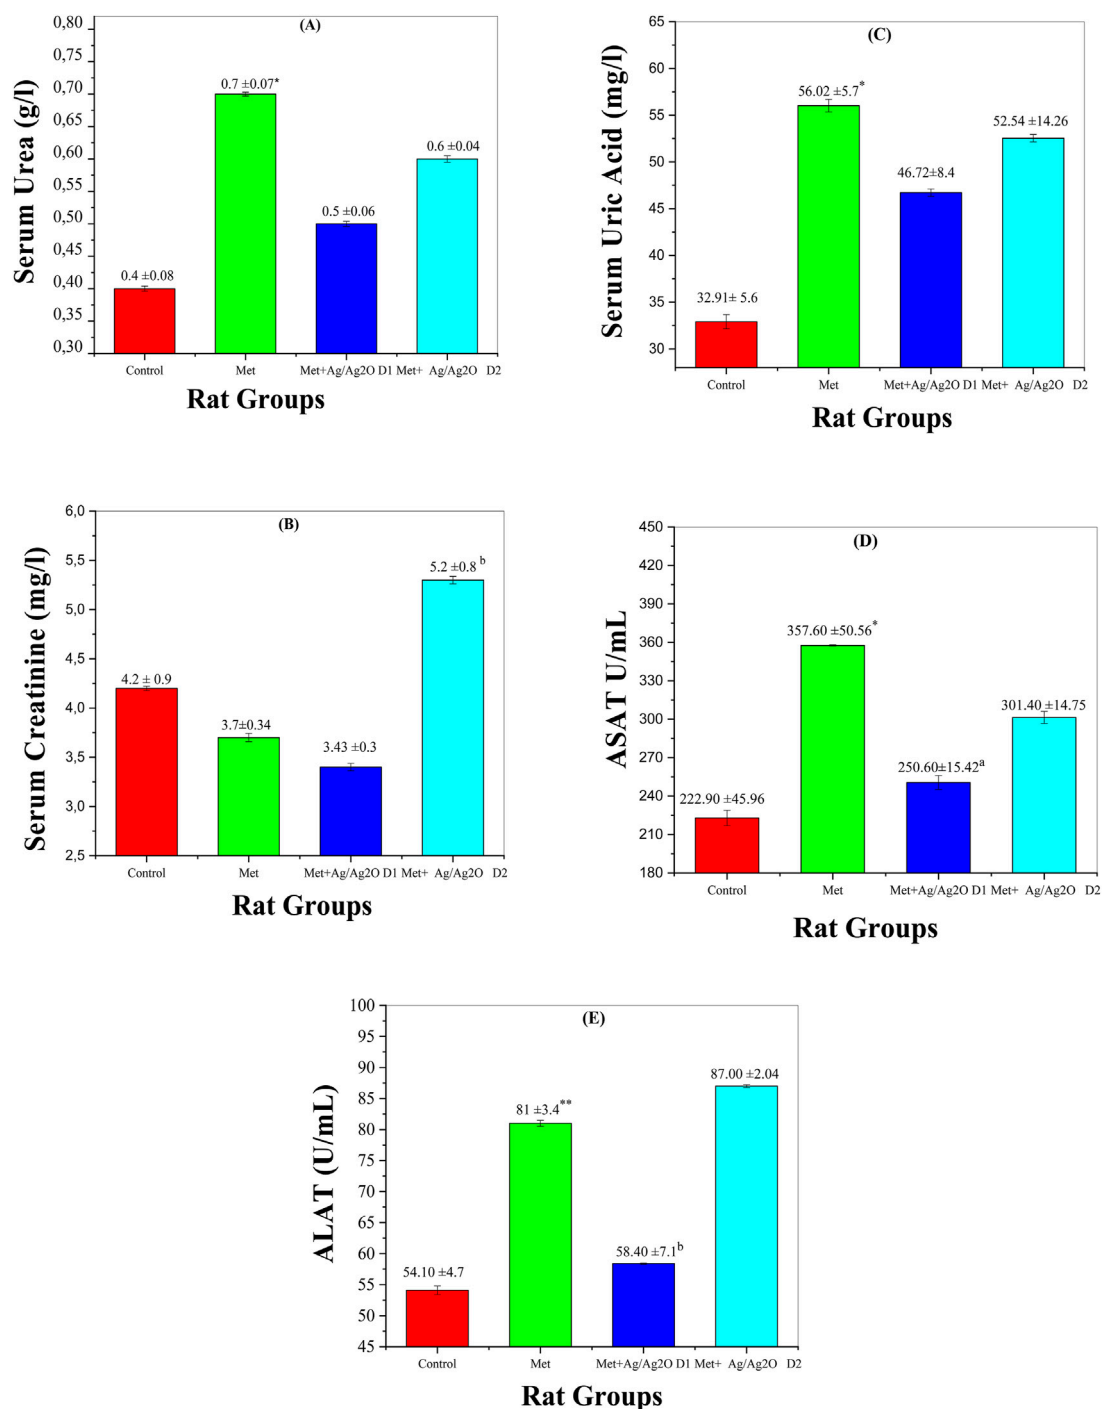 (A)
Serum Urea (g/l)
0,80
0,75
0,70
0,65
0,60
0,55
0,50
0,45
0,40
0,35
0,30
0.4 ±0.08
0.7 ±0.07*
0.5 ±0.06
0.6 ±0.04
Control
Met
Met+Ag/Ag2O D1
Met+ Ag/Ag2O D2
Rat Groups
(C)
Serum Uric Acid (mg/l)
65
60
55
50
45
40
35
30
32.91± 5.6
56.02 ±5.7*
46.72±8.4
52.54 ±14.26
Control
Met
Met+Ag/Ag2O D1
Met+ Ag/Ag2O D2
Rat Groups
(B)
Serum Creatinine (mg/l)
6,0
5,5
5,0
4,5
4,0
3,5
3,0
2,5
4.2 ± 0.9
3.7±0.34
3.43 ±0.3
5.2 ±0.8 b
Control
Met
Met+Ag/Ag2O D1
Met+ Ag/Ag2O D2
Rat Groups
(D)
ASAT U/mL
450
420
390
360
330
300
270
240
210
180
222.90 ±45.96
357.60 ±50.56*
250.60±15.42a
301.40 ±14.75
Control
Met
Met+Ag/Ag2O D1
Met+ Ag/Ag2O D2
Rat Groups
(E)
ALAT (U/mL)
100
95
90
85
80
75
70
65
60
55
50
45
54.10 ±4.7
81 ±3.4**
58.40 ±7.1b
87.00 ±2.04
Control
Met
Met+Ag/Ag2O D1
Met+ Ag/Ag2O D2
Rat Groups